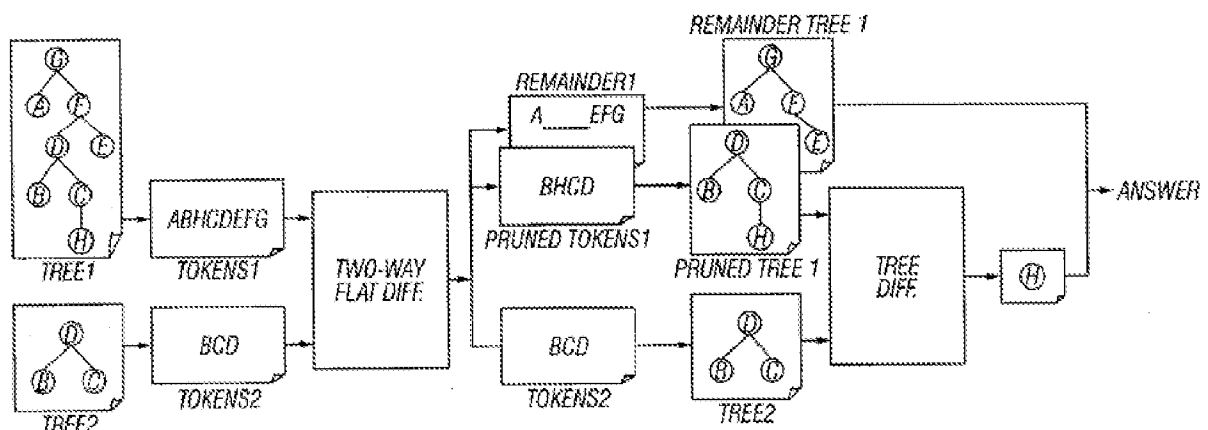 TREE1
G
A F
D E
B C
H
ABHCDEFG
TOKENS1
D
B C
TREE2
BCD
TOKENS2
TWO-WAY
FLAT DIFF.
REMAINDER1
A____EFG
BHCD
PRUNED TOKENS1
BCD
TOKENS2
REMAINDER TREE 1
G
A
E
D
B C
H
PRUNED TREE 1
D
B C
TREE2
TREE
DIFF.
H
ANSWER